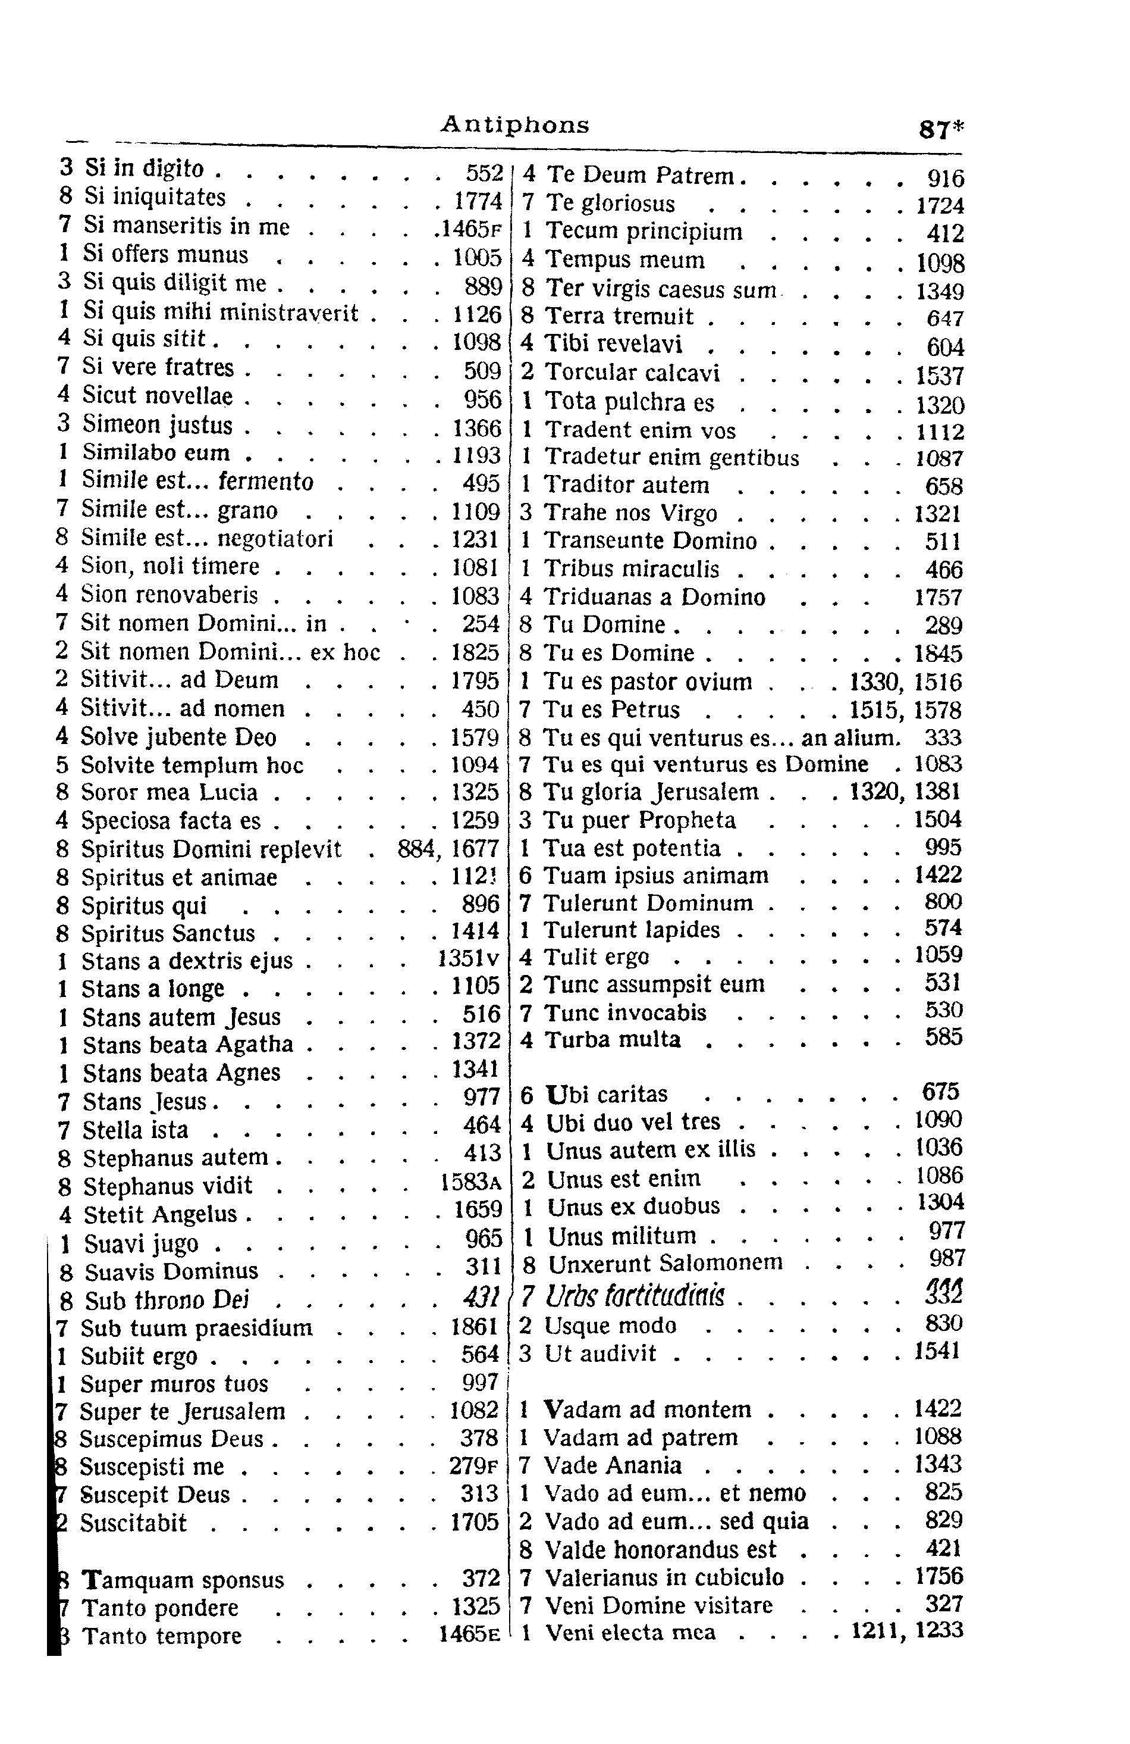 Antiphons 87*
3 Si in digito . . . . . . . . 552
8 Si iniquitates . . . . . . . 1774
7 Si manseritis in me . . . . .1465F
1 Si offers munus . . . . . . 1005
3 Si quis diligit me . . . . . . 889
1 Si quis mihi ministraverit . . . 1126
4 Si quis sitit . . . . . . . . 1098
7 Si vere fratres . . . . . . . 509
4 Sicut novellae . . . . . . . 956
3 Simeon justus . . . . . . . 1366
1 Similabo eum . . . . . . . 1193
1 Simile est... fermento . . . . 495
7 Simile est... grano . . . . . 1109
8 Simile est... negotiatori . . . 1231
4 Sion, noli timere . . . . . . 1081
4 Sion renovaberis . . . . . . 1083
7 Sit nomen Domini... in . . . . 254
2 Sit nomen Domini... ex hoc . . 1825
2 Sitivit... ad Deum . . . . . 1795
4 Sitivit... ad nomen . . . . . 450
4 Solve jubente Deo . . . . . 1579
5 Solvite templum hoc . . . . 1094
8 Soror mea Lucia . . . . . . 1325
4 Speciosa facta es . . . . . . 1259
8 Spiritus Domini replevit . 884, 1677
8 Spiritus et animae . . . . . 1121
8 Spiritus qui . . . . . . . 896
8 Spiritus Sanctus . . . . . . 1414
1 Stans a dextris ejus . . . . 1351V
1 Stans a longe . . . . . . . 1105
1 Stans autem Jesus . . . . . 516
1 Stans beata Agatha . . . . . 1372
1 Stans beata Agnes . . . . . 1341
7 Stans Jesus . . . . . . . . 977
7 Stella ista . . . . . . . . 464
8 Stephanus autem . . . . . . 413
8 Stephanus vidit . . . . . 1583A
4 Stetit Angelus . . . . . . . 1659
1 Suavi jugo . . . . . . . . 965
8 Suavis Dominus . . . . . . 311
8 Sub throno Dei . . . . . . 431
7 Sub tuum praesidium . . . . 1861
1 Subiit ergo . . . . . . . . 564
1 Super muros tuos . . . . . 997
7 Super te Jerusalem . . . . . 1082
8 Suscepimus Deus . . . . . . 378
8 Suscepisti me . . . . . . . 279F
7 Suscepit Deus . . . . . . . 313
2 Suscitabit . . . . . . . . 1705
8 Tamquam sponsus . . . . . 372
7 Tanto pondere . . . . . . 1325
3 Tanto tempore . . . . . 1465E
4 Te Deum Patrem . . . . . . 916
7 Te gloriosus . . . . . . . 1724
1 Tecum principium . . . . . 412
4 Tempus meum . . . . . . 1098
8 Ter virgis caesus sum . . . . 1349
8 Terra tremuit . . . . . . . 647
4 Tibi revelavi . . . . . . . 604
2 Torcular calcavi . . . . . . 1537
1 Tota pulchra es . . . . . . 1320
1 Tradent enim vos . . . . . 1112
1 Tradetur enim gentibus . . . 1087
1 Traditor autem . . . . . . 658
3 Trahe nos Virgo . . . . . . 1321
1 Transeunte Domino . . . . . 511
1 Tribus miraculis . . . . . . 466
4 Triduanas a Domino . . . 1757
8 Tu Domine . . . . . . . . 289
8 Tu es Domine . . . . . . . 1845
1 Tu es pastor ovium . . . 1330, 1516
7 Tu es Petrus . . . . . 1515, 1578
8 Tu es qui venturus es... an alium. 333
7 Tu es qui venturus es Domine . 1083
8 Tu gloria Jerusalem . . . 1320, 1381
3 Tu puer Propheta . . . . . 1504
1 Tua est potentia . . . . . . 995
6 Tuam ipsius animam . . . . 1422
7 Tulerunt Dominum . . . . . 800
1 Tulerunt lapides . . . . . . 574
4 Tulit ergo . . . . . . . . 1059
2 Tunc assumpsit eum . . . . 531
7 Tunc invocabis . . . . . . 530
4 Turba multa . . . . . . . 585
6 Ubi caritas . . . . . . . 675
4 Ubi duo vel tres . . . . . . 1090
1 Unus autem ex illis . . . . . 1036
2 Unus est enim . . . . . . 1086
1 Unus ex duobus . . . . . . 1304
1 Unus militum . . . . . . . 977
8 Unxerunt Salomonem . . . . 987
7 Urbs fortitudinis . . . . . . 332
2 Usque modo . . . . . . . 830
3 Ut audivit . . . . . . . . 1541
1 Vadam ad montem . . . . . 1422
1 Vadam ad patrem . . . . . 1088
7 Vade Anania . . . . . . . 1343
1 Vado ad eum... et nemo . . . 825
2 Vado ad eum... sed quia . . . 829
8 Valde honorandus est . . . . 421
7 Valerianus in cubiculo . . . . 1756
7 Veni Domine visitare . . . . 327
1 Veni electa mea . . . . 1211, 1233